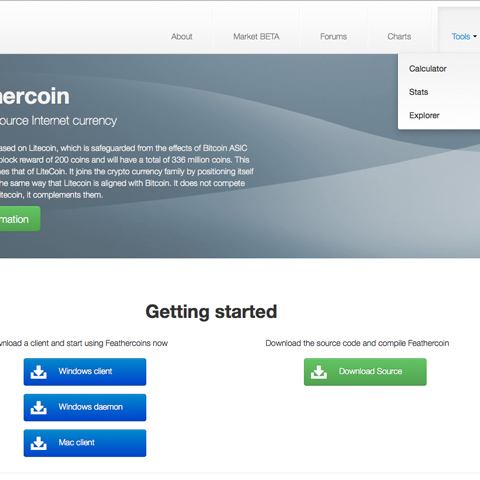 About Market BETA Forums Charts Tools
Calculator
Stats
Explorer
hercoin
ource Internet currency
ased on Litecoin, which is safeguarded from the effects of Bitcoin ASIC
block reward of 200 coins and will have a total of 336 million coins. This
nes that of LiteCoin. It joins the crypto currency family by positioning itself
he same way that Litecoin is aligned with Bitcoin. It does not compete
itecoin, it complements them.
mation
Getting started
wnload a client and start using Feathercoins now
Windows client
Windows daemon
Mac client
Download the source code and compile Feathercoin
Download Source